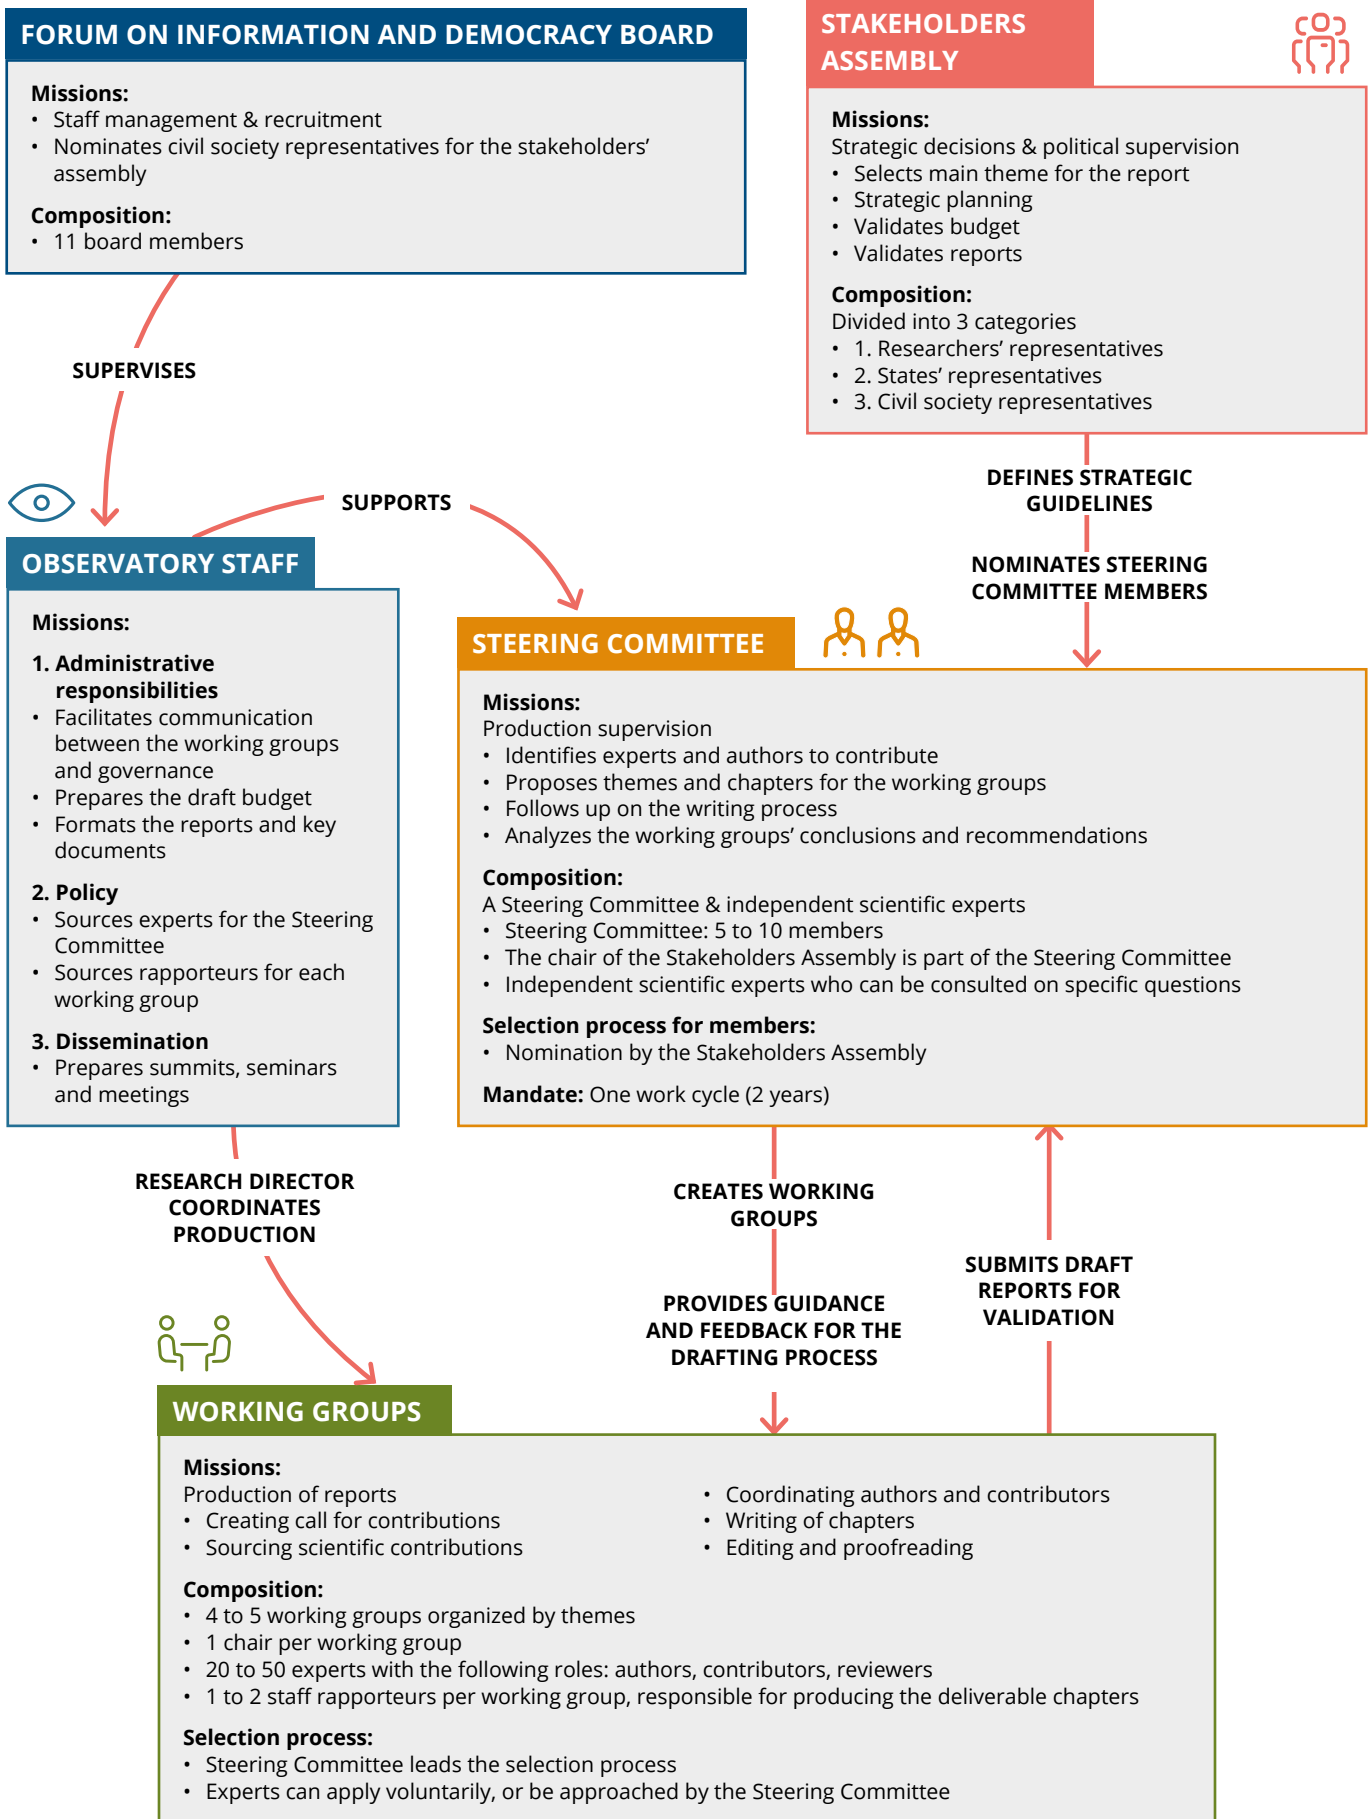 FORUM ON INFORMATION AND DEMOCRACY BOARD
Missions:
• Staff management & recruitment
• Nominates civil society representatives for the stakeholders’
assembly
Composition:
• 11 board members
STAKEHOLDERS
ASSEMBLY
Missions:
Strategic decisions & political supervision
• Selects main theme for the report
• Strategic planning
• Validates budget
• Validates reports
Composition:
Divided into 3 categories
• 1. Researchers’ representatives
• 2. States’ representatives
• 3. Civil society representatives
SUPERVISES
SUPPORTS
DEFINES STRATEGIC
GUIDELINES
NOMINATES STEERING
COMMITTEE MEMBERS
OBSERVATORY STAFF
Missions:
1. Administrative
responsibilities
• Facilitates communication
between the working groups
and governance
• Prepares the draft budget
• Formats the reports and key
documents
2. Policy
• Sources experts for the Steering
Committee
• Sources rapporteurs for each
working group
3. Dissemination
• Prepares summits, seminars
and meetings
STEERING COMMITTEE
Missions:
Production supervision
• Identifies experts and authors to contribute
• Proposes themes and chapters for the working groups
• Follows up on the writing process
• Analyzes the working groups’ conclusions and recommendations
Composition:
A Steering Committee & independent scientific experts
• Steering Committee: 5 to 10 members
• The chair of the Stakeholders Assembly is part of the Steering Committee
• Independent scientific experts who can be consulted on specific questions
Selection process for members:
• Nomination by the Stakeholders Assembly
Mandate: One work cycle (2 years)
RESEARCH DIRECTOR
COORDINATES
PRODUCTION
CREATES WORKING
GROUPS
PROVIDES GUIDANCE
AND FEEDBACK FOR THE
DRAFTING PROCESS
SUBMITS DRAFT
REPORTS FOR
VALIDATION
WORKING GROUPS
Missions:
Production of reports
• Creating call for contributions
• Sourcing scientific contributions
• Coordinating authors and contributors
• Writing of chapters
• Editing and proofreading
Composition:
• 4 to 5 working groups organized by themes
• 1 chair per working group
• 20 to 50 experts with the following roles: authors, contributors, reviewers
• 1 to 2 staff rapporteurs per working group, responsible for producing the deliverable chapters
Selection process:
• Steering Committee leads the selection process
• Experts can apply voluntarily, or be approached by the Steering Committee